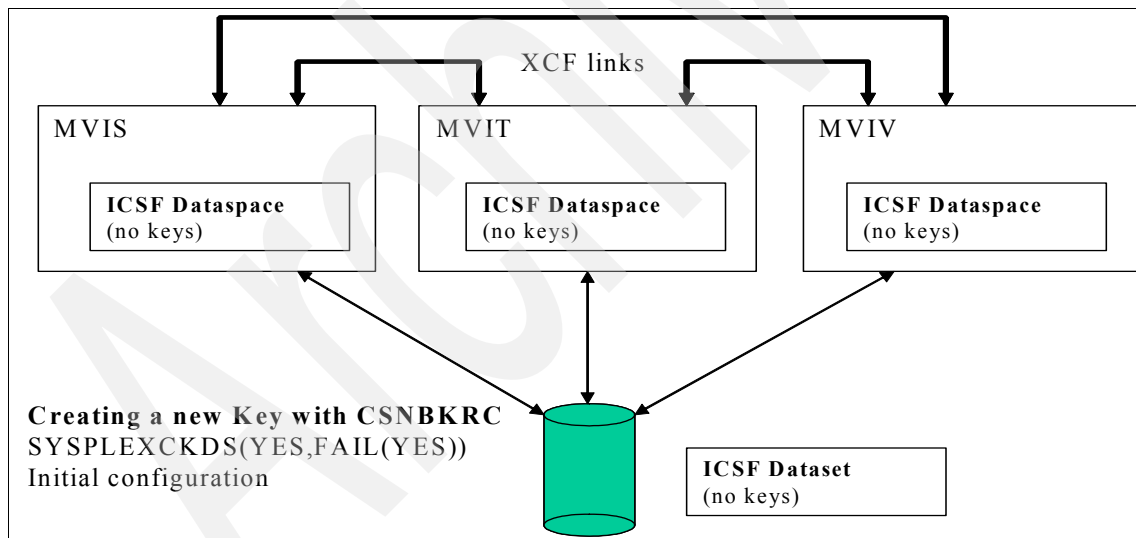 XCF links
MVIS
MVIT
MVIV
ICSF Dataspace
(no keys)
ICSF Dataspace
(no keys)
ICSF Dataspace
(no keys)
Creating a new Key with CSNBKRC
SYSPLEXCKDS(YES,FAIL(YES))
Initial configuration
ICSF Dataset
(no keys)